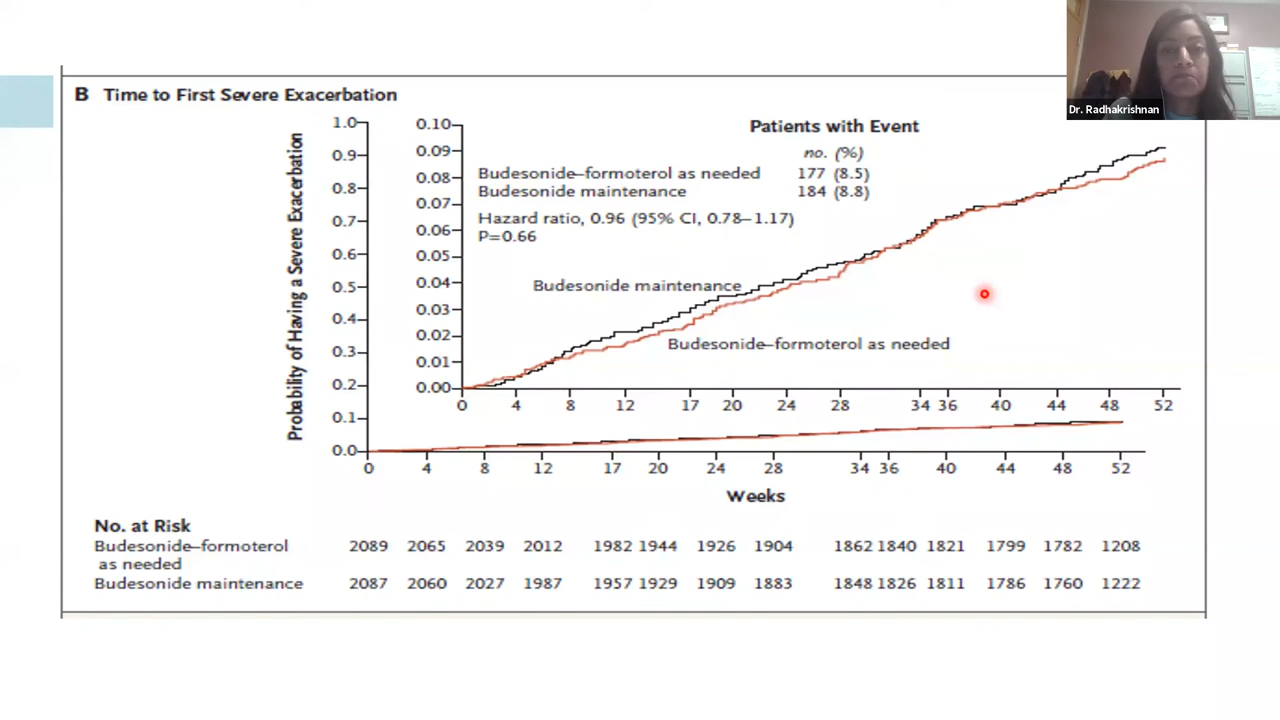 Dr. Radhakrishnan
B Time to First Severe Exacerbation
Probability of Having a Severe Exacerbation
1.0
0.9
0.8
0.7
0.6
0.5
0.4
0.3
0.2
0.1
0.0
0.10
0.09
0.08
0.07
0.06
0.05
0.04
0.03
0.02
0.01
0.00
Patients with Event
no. (%)
Budesonide–formoterol as needed 177 (8.5)
Budesonide maintenance 184 (8.8)
Hazard ratio, 0.96 (95% CI, 0.78–1.17)
P=0.66
Budesonide maintenance
Budesonide–formoterol as needed
0 4 8 12 17 20 24 28 34 36 40 44 48 52
0 4 8 12 17 20 24 28 34 36 40 44 48 52
Weeks
No. at Risk
Budesonide–formoterol 2089 2065 2039 2012 1982 1944 1926 1904 1862 1840 1821 1799 1782 1208
as needed
Budesonide maintenance 2087 2060 2027 1987 1957 1929 1909 1883 1848 1826 1811 1786 1760 1222